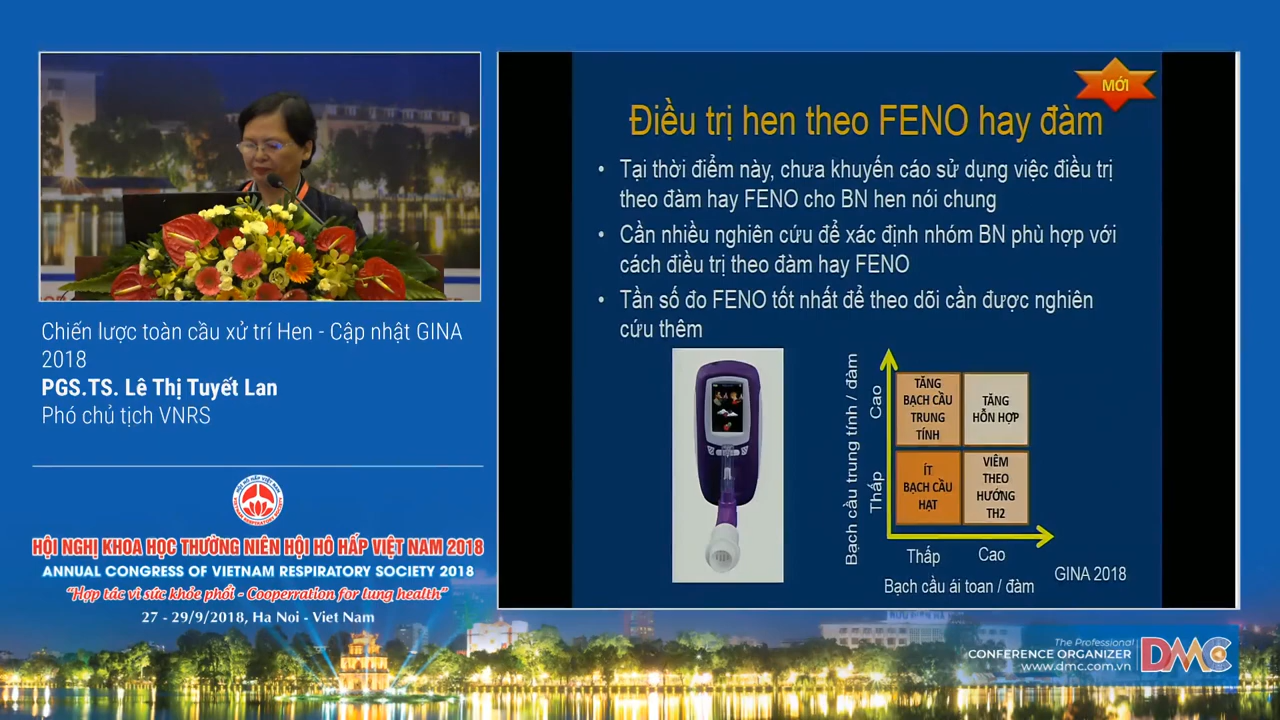 Chiến lược toàn cầu xử trí Hen - Cập nhật GINA
2018
PGS.TS. Lê Thị Tuyết Lan
Phó chủ tịch VNRS
HỘI NGHỊ KHOA HỌC THƯỜNG NIÊN HỘI HÔ HẤP VIỆT NAM 2018
ANNUAL CONGRESS OF VIETNAM RESPIRATORY SOCIETY 2018
"Hợp tác vì sức khỏe phổi - Cooperration for lung health"
27 - 29/9/2018, Ha Noi - Viet Nam
MỚI
Điều trị hen theo FENO hay đàm
• Tại thời điểm này, chưa khuyến cáo sử dụng việc điều trị
theo đàm hay FENO cho BN hen nói chung
• Cần nhiều nghiên cứu để xác định nhóm BN phù hợp với
cách điều trị theo đàm hay FENO
• Tần số đo FENO tốt nhất để theo dõi cần được nghiên
cứu thêm
Bạch cầu trung tính / đàm
Cao
Thấp
TĂNG
BẠCH CẦU
TRUNG
TÍNH
TĂNG
HỖN HỢP
ÍT
BẠCH CẦU
HẠT
VIÊM
THEO
HƯỚNG
TH2
Thấp
Cao
Bạch cầu ái toan / đàm
GINA 2018
The Professional
CONFERENCE ORGANIZER
www.dmc.com.vn
DMC